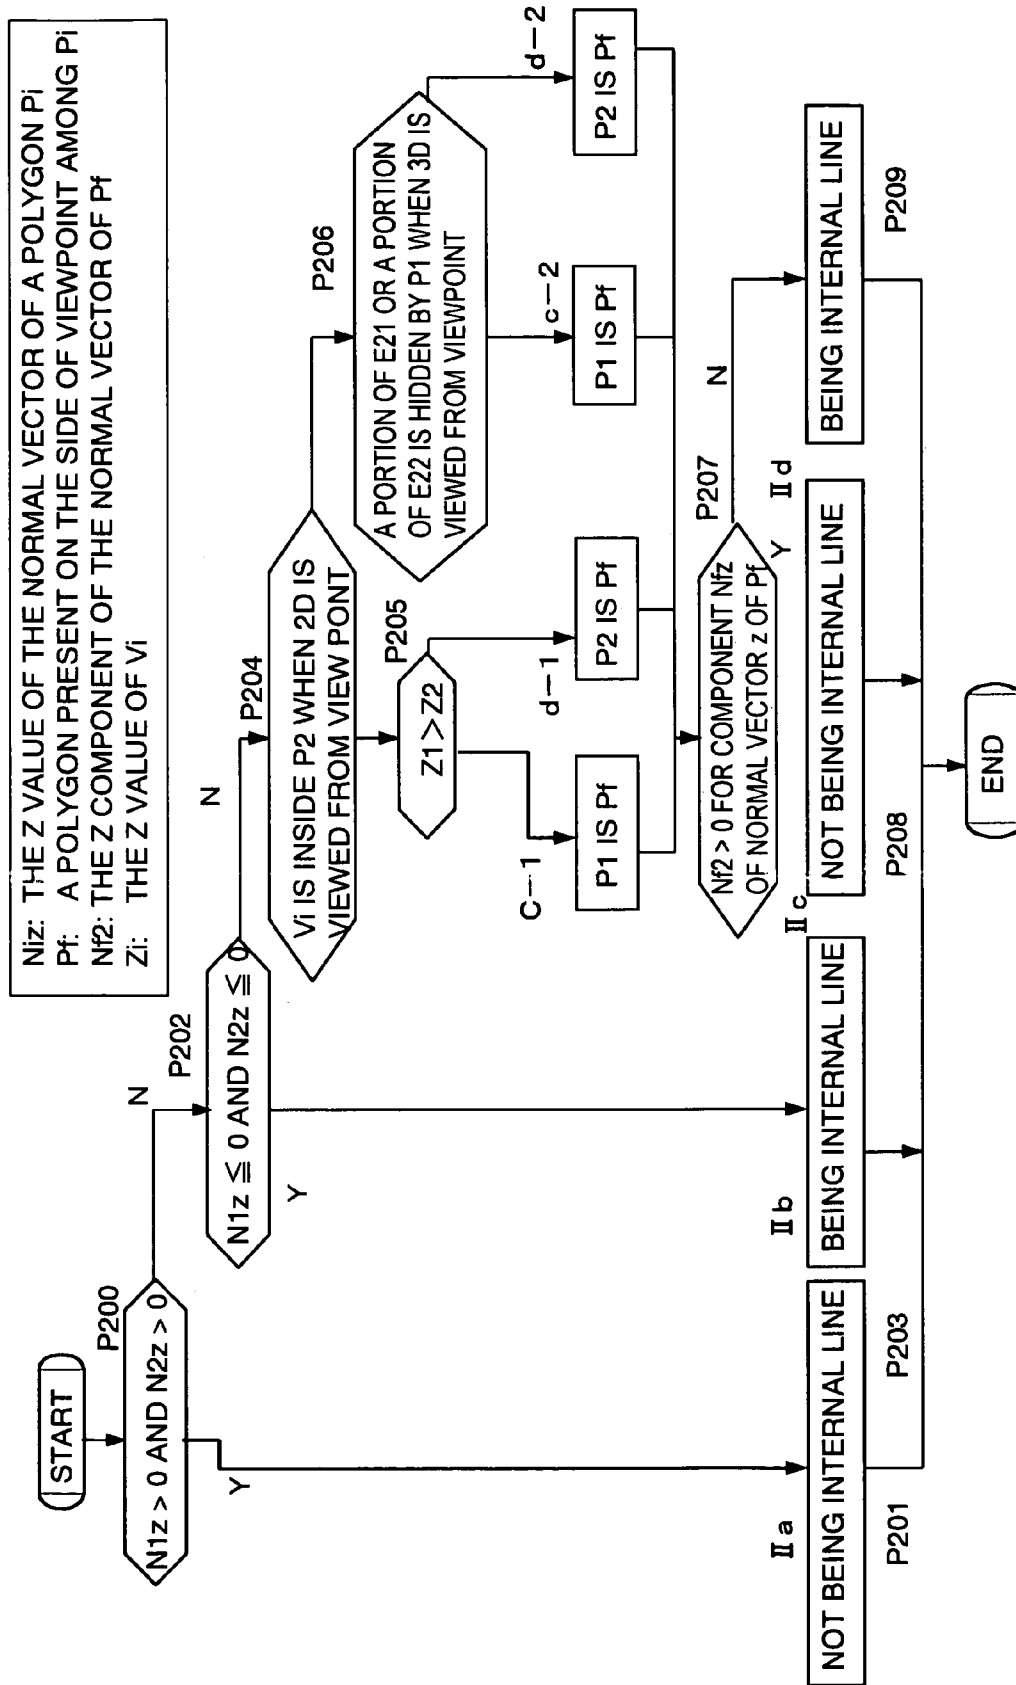 Niz: THE Z VALUE OF THE NORMAL VECTOR OF A POLYGON Pi
Pf: A POLYGON PRESENT ON THE SIDE OF VIEWPOINT AMONG Pi
Nf2: THE Z COMPONENT OF THE NORMAL VECTOR OF Pf
Zi: THE Z VALUE OF Vi
START
P200
N1z > 0 AND N2z > 0
N
Y
P202
N1z ≦ 0 AND N2z ≦ 0
N
Y
P204
Vi IS INSIDE P2 WHEN 2D IS
VIEWED FROM VIEW PONT
P205
Z1 > Z2
P206
A PORTION OF E21 OR A PORTION
OF E22 IS HIDDEN BY P1 WHEN 3D IS
VIEWED FROM VIEWPOINT
C-1
d-1
c-2
d-2
P1 IS Pf
P2 IS Pf
P1 IS Pf
P2 IS Pf
P207
Nf2 > 0 FOR COMPONENT Nfz
OF NORMAL VECTOR z OF Pf
Y
N
II a
II b
II c
II d
NOT BEING INTERNAL LINE
BEING INTERNAL LINE
NOT BEING INTERNAL LINE
BEING INTERNAL LINE
P201
P203
P208
P209
END